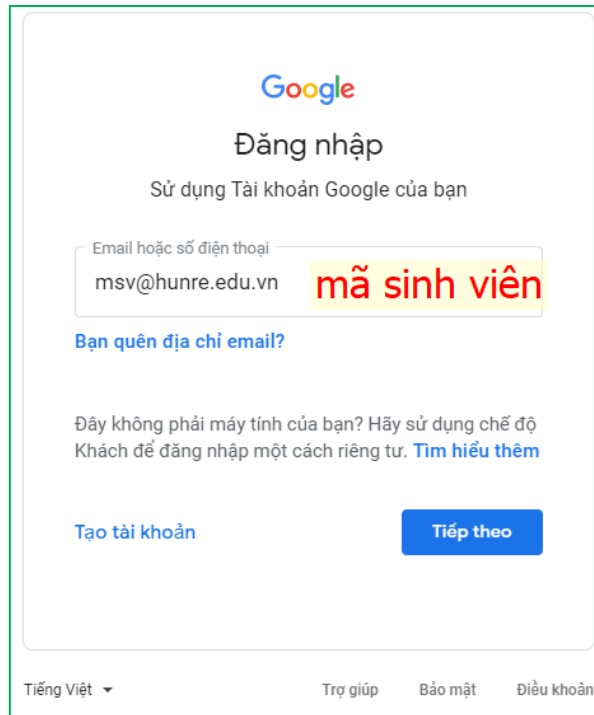 Google
Đăng nhập
Sử dụng Tài khoản Google của bạn
Email hoặc số điện thoại
msv@hunre.edu.vn mã sinh viên
Bạn quên địa chỉ email?
Đây không phải máy tính của bạn? Hãy sử dụng chế độ
Khách để đăng nhập một cách riêng tư. Tìm hiểu thêm
Tạo tài khoản Tiếp theo
Tiếng Việt Trợ giúp Bảo mật Điều khoản